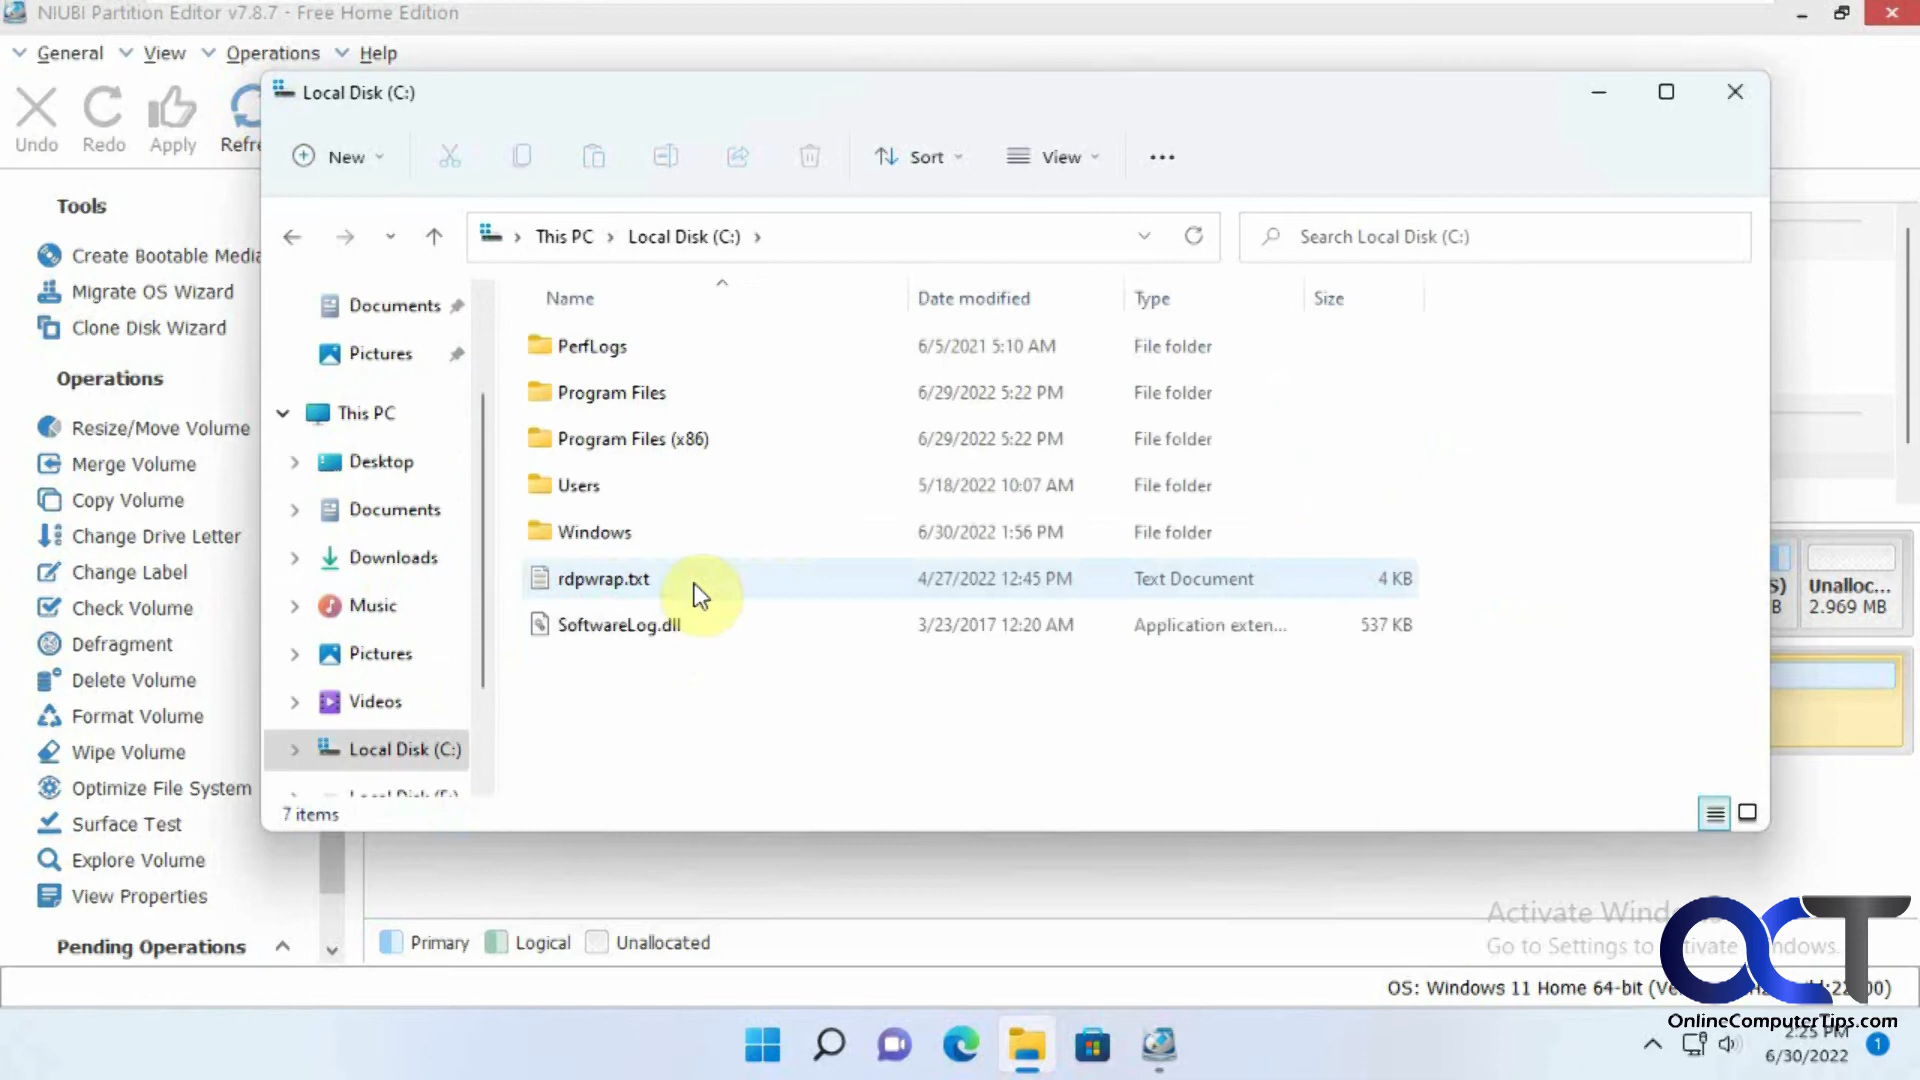 NIUBI Partition Editor v7.8.7 - Free Home Edition
General View Operations Help
Undo Redo Apply
Local Disk (C:)
New Sort View
This PC Local Disk (C:)
Search Local Disk (C:)
Tools
Create Bootable Media
Migrate OS Wizard
Clone Disk Wizard
Operations
Resize/Move Volume
Merge Volume
Copy Volume
Change Drive Letter
Change Label
Check Volume
Defragment
Delete Volume
Format Volume
Wipe Volume
Optimize File System
Surface Test
Explore Volume
View Properties
Pending Operations
Documents
Pictures
This PC
Desktop
Documents
Downloads
Music
Pictures
Videos
Local Disk (C:)
Name Date modified Type Size
PerfLogs 6/5/2021 5:10 AM File folder
Program Files 6/29/2022 5:22 PM File folder
Program Files (x86) 6/29/2022 5:22 PM File folder
Users 5/18/2022 10:07 AM File folder
Windows 6/30/2022 1:56 PM File folder
rdpwrap.txt 4/27/2022 12:45 PM Text Document 4 KB
SoftwareLog.dll 3/23/2017 12:20 AM Application exten... 537 KB
7 items
Unalloc...
2.969 MB
Primary Logical Unallocated
Activate
Go to Settings to
OS: Windows 11 Home 64-bit
OCT
OnlineComputerTips.com
2:25 PM
6/30/2022
1